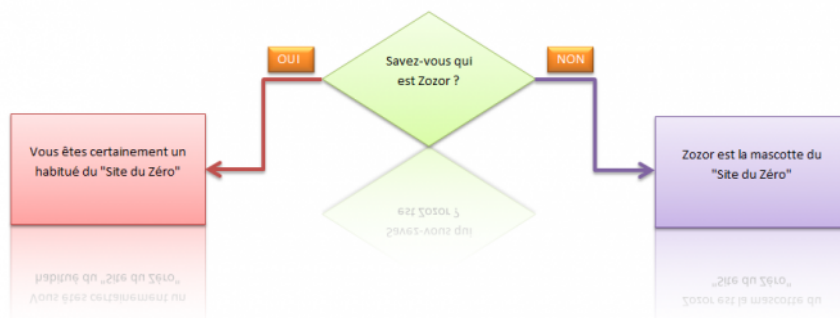 OUI
Savez-vous qui
est Zozor ?
NON
Vous êtes certainement un
habitué du "Site du Zéro"
Zozor est la mascotte du
"Site du Zéro"